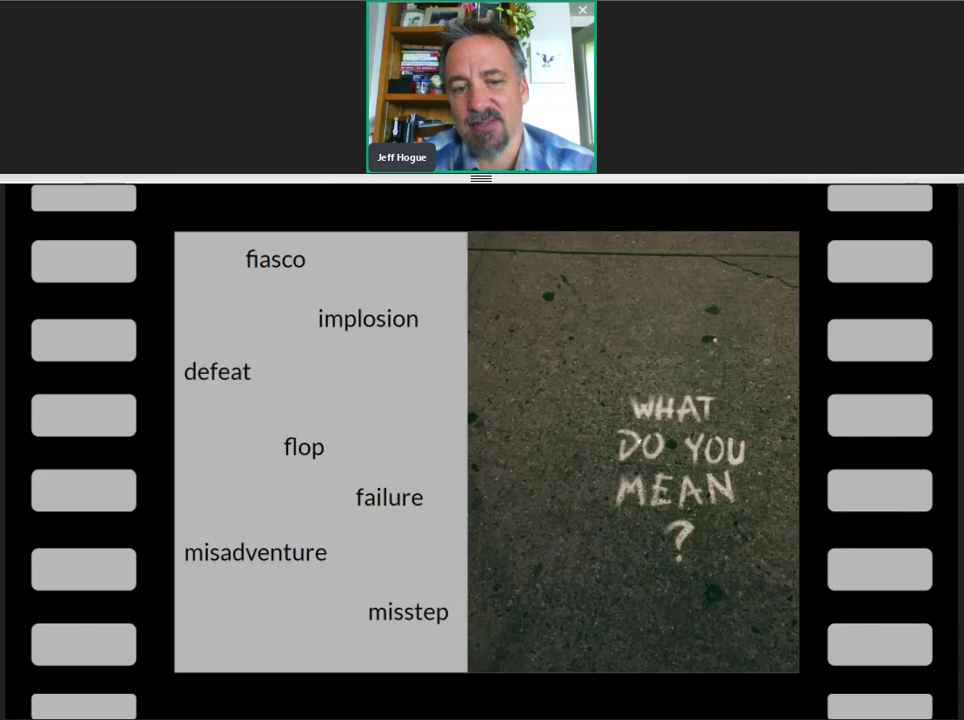 Jeff Hogue
fiasco
implosion
defeat
flop
failure
misadventure
misstep
WHAT
DO YOU
MEAN
?